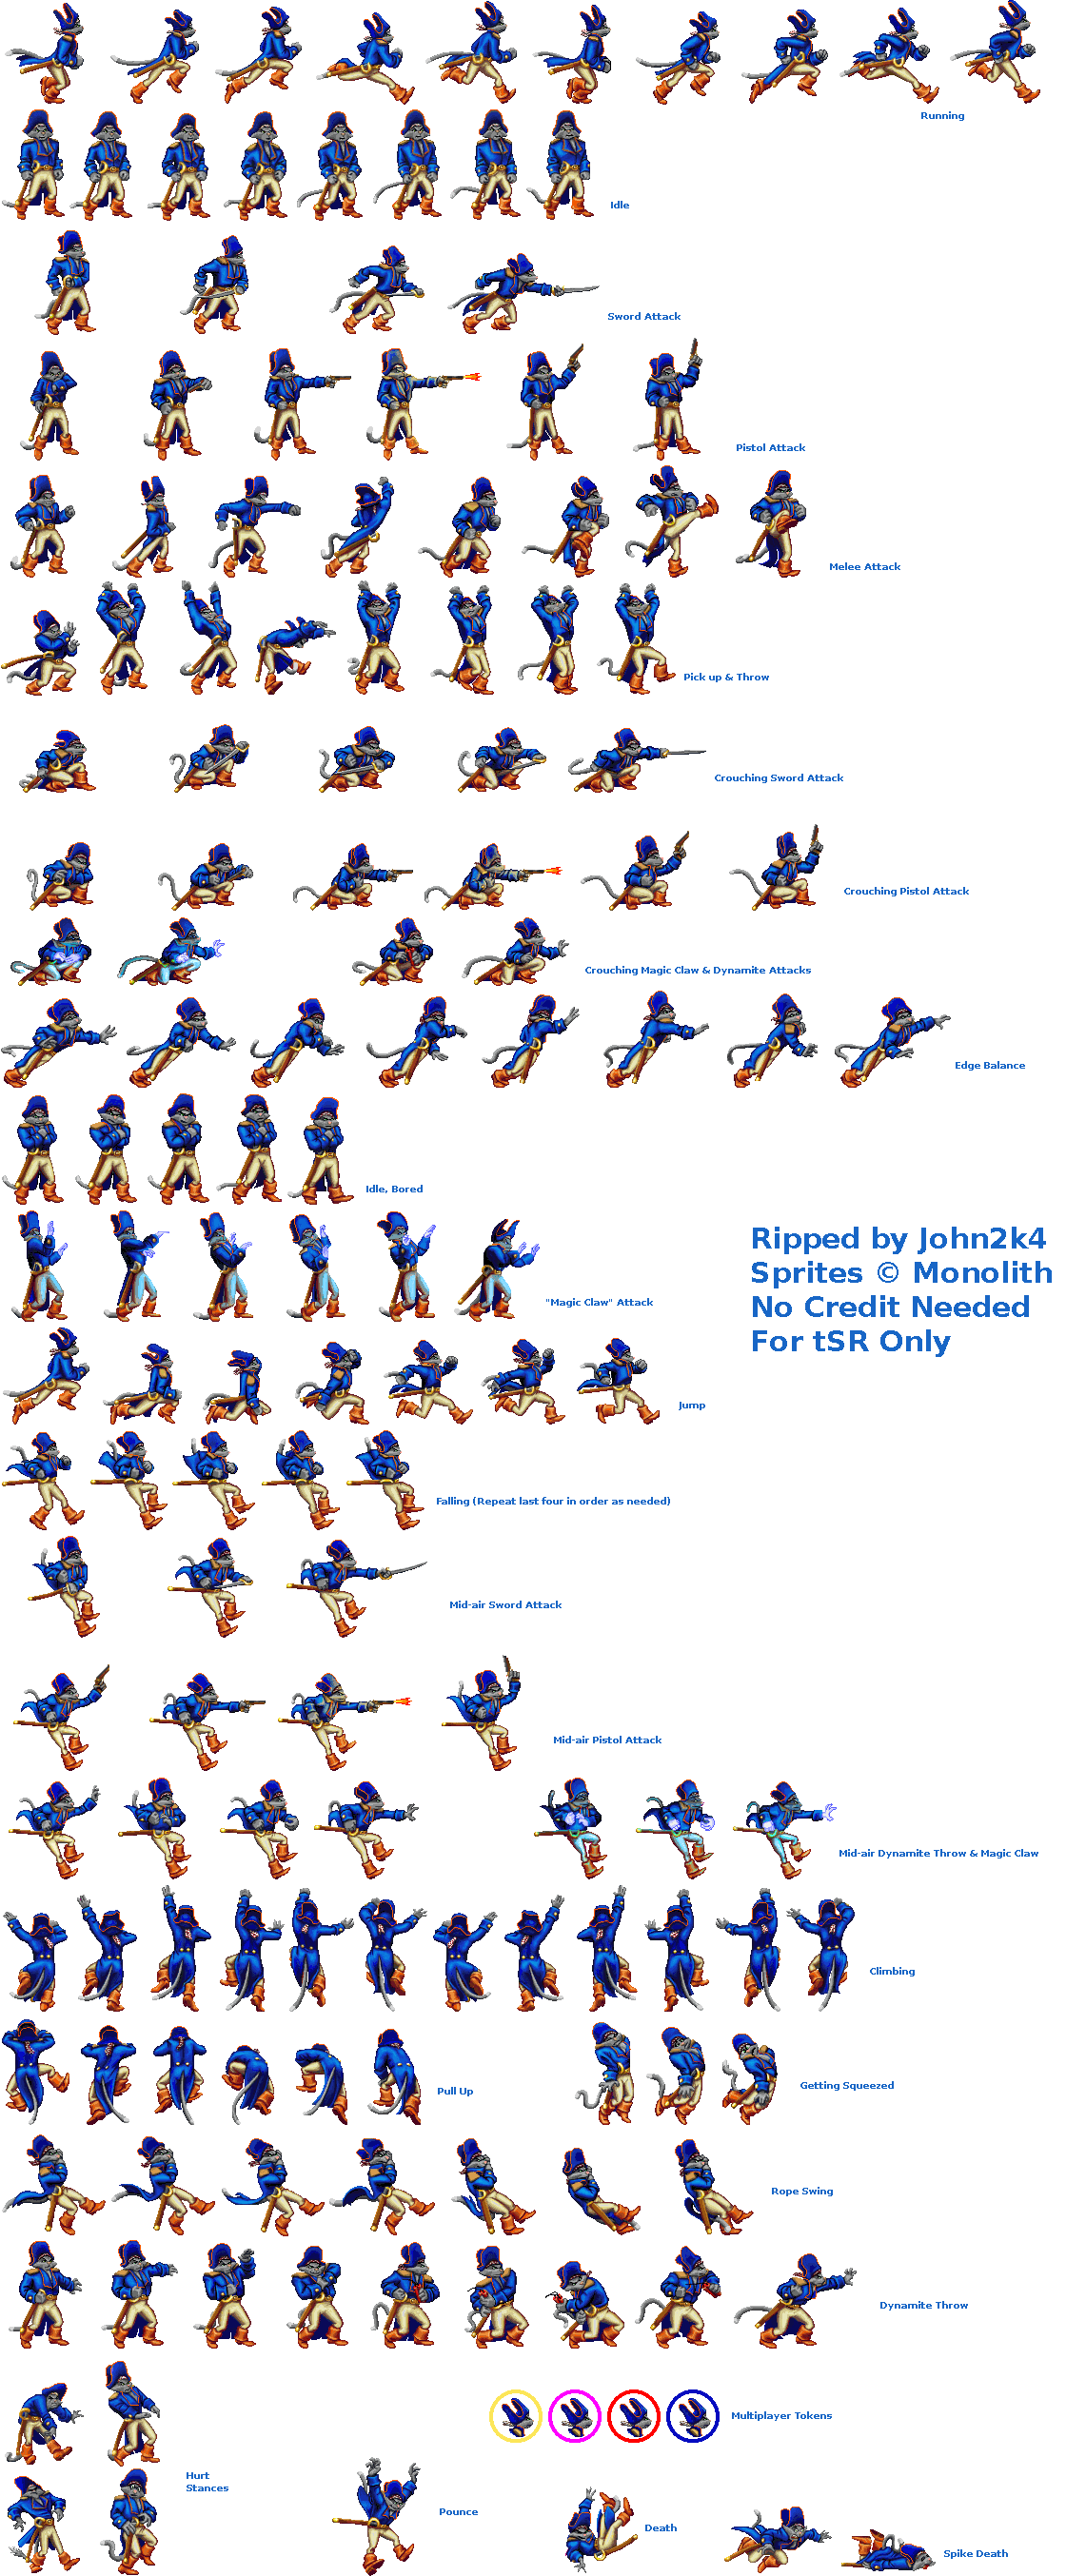 Running
Idle
Sword Attack
Pistol Attack
Melee Attack
Pick up & Throw
Crouching Sword Attack
Crouching Pistol Attack
Crouching Magic Claw & Dynamite Attacks
Edge Balance
Idle, Bored
Ripped by John2k4
Sprites © Monolith
No Credit Needed
For tSR Only
"Magic Claw" Attack
Jump
Falling (Repeat last four in order as needed)
Mid-air Sword Attack
Mid-air Pistol Attack
Mid-air Dynamite Throw & Magic Claw
Climbing
Pull Up
Getting Squeezed
Rope Swing
Dynamite Throw
Multiplayer Tokens
Hurt
Stances
Pounce
Death
Spike Death